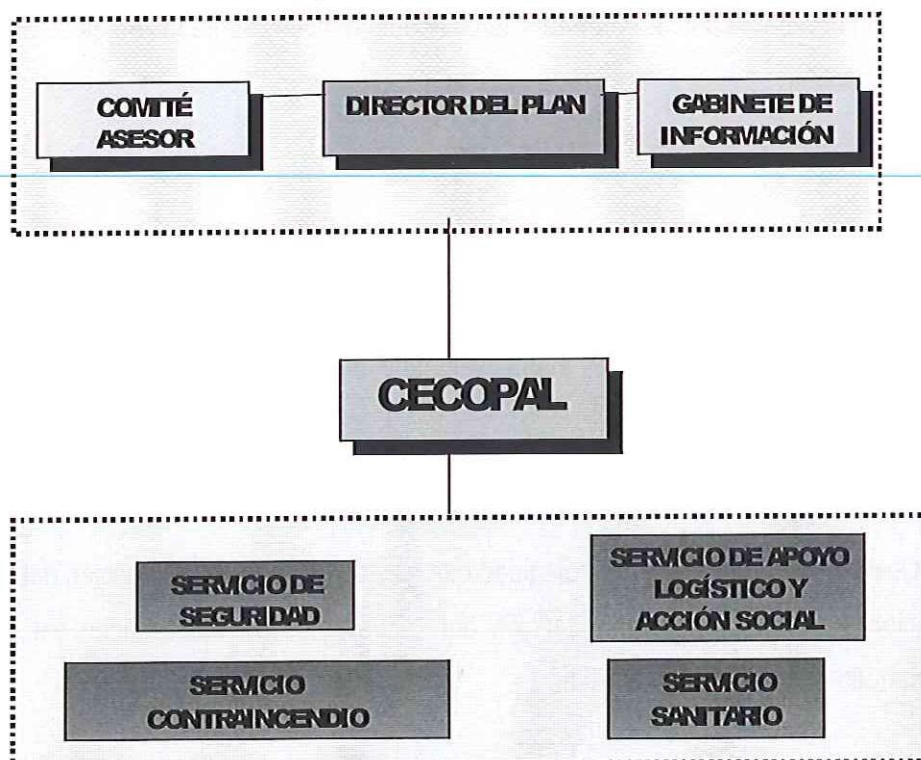 COMITÉ
ASESOR
DIRECTOR DEL PLAN
GABINETE DE
INFORMACIÓN
CECOPAL
SERVICIO DE
SEGURIDAD
SERVICIO DE APOYO
LOGÍSTICO Y
ACCIÓN SOCIAL
SERVICIO
CONTRAINCENDIO
SERVICIO
SANITARIO